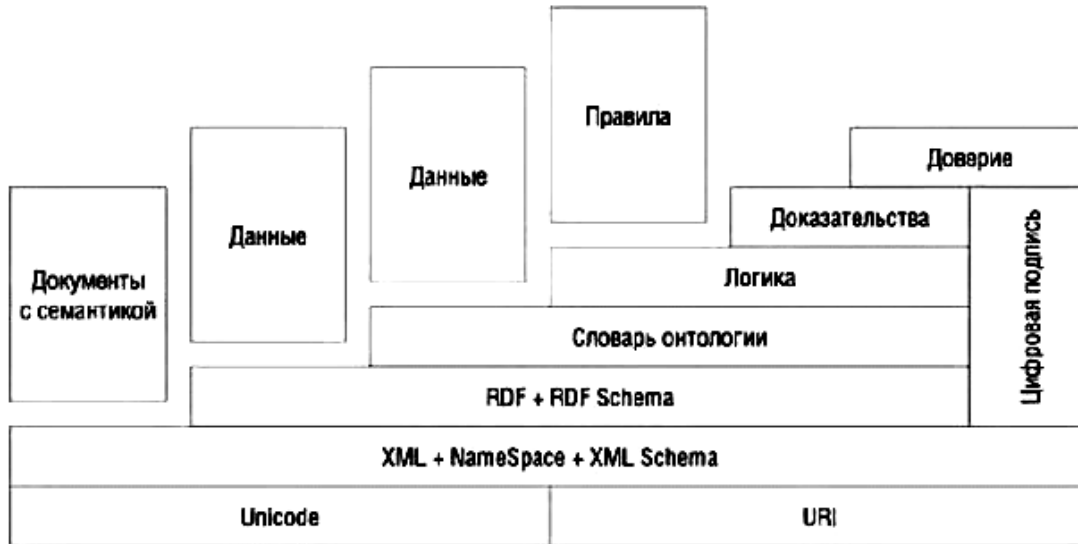 Правила
Доверие
Данные
Доказательства
Данные
Документы
с семантикой
Логика
Цифровая подпись
Словарь онтологии
RDF + RDF Schema
XML + NameSpace + XML Schema
Unicode
URI